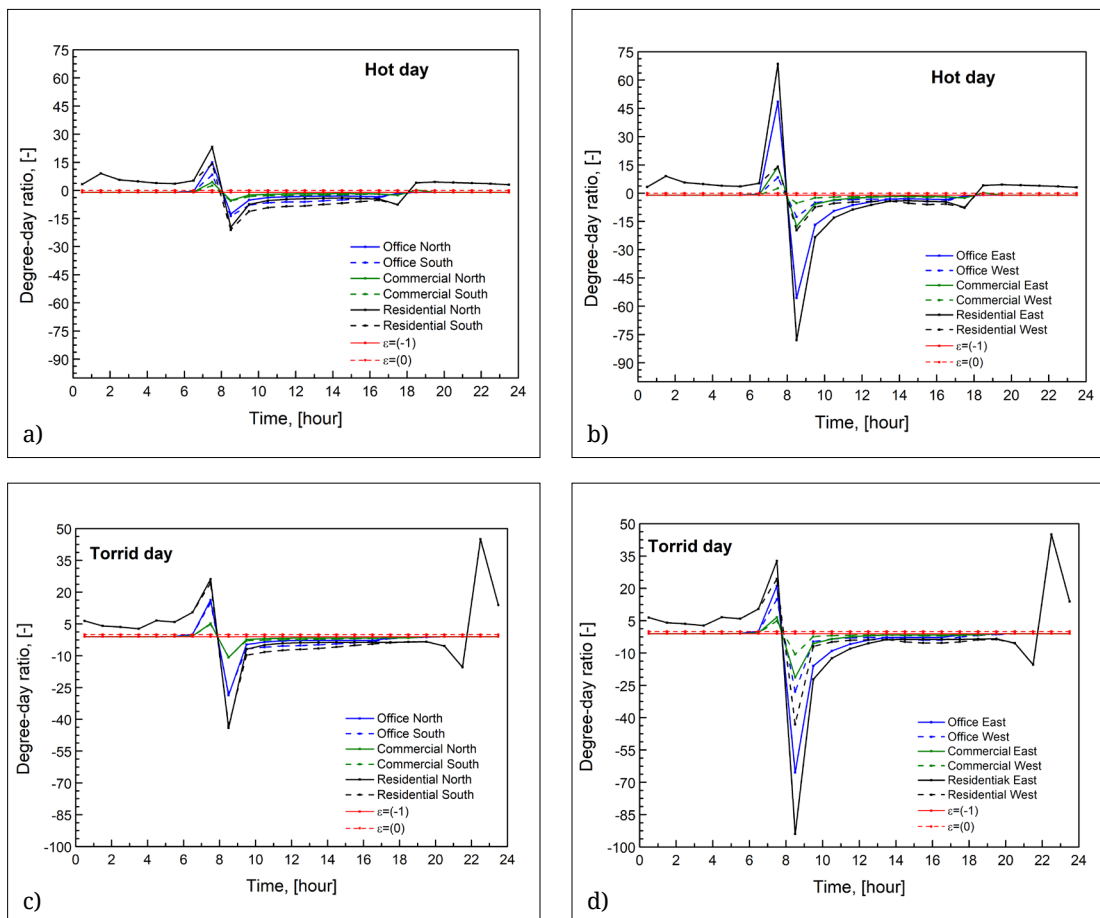 75
60
45
30
15
0
-15
-30
-45
-60
-75
-90
Degree-day ratio, [-]
Hot day
Office North
Office South
Commercial North
Commercial South
Residential North
Residential South
ε=(-1)
ε=(0)
0 2 4 6 8 10 12 14 16 18 20 22 24
Time, [hour]
a)
75
60
45
30
15
0
-15
-30
-45
-60
-75
-90
Degree-day ratio, [-]
Hot day
Office East
Office West
Commercial East
Commercial West
Residential East
Residential West
ε=(-1)
ε=(0)
0 2 4 6 8 10 12 14 16 18 20 22 24
Time, [hour]
b)
50
35
20
5
-10
-25
-40
-55
-70
-85
-100
Degree-day ratio, [-]
Torrid day
Office North
Office South
Commercial North
Commercial South
Residential North
Residential South
ε=(-1)
ε=(0)
0 2 4 6 8 10 12 14 16 18 20 22 24
Time, [hour]
c)
50
35
20
5
-10
-25
-40
-55
-70
-85
-100
Degree-day ratio, [-]
Torrid day
Office East
Office West
Commercial East
Commercial West
Residentiak East
Residential West
ε=(-1)
ε=(0)
0 2 4 6 8 10 12 14 16 18 20 22 24
Time, [hour]
d)